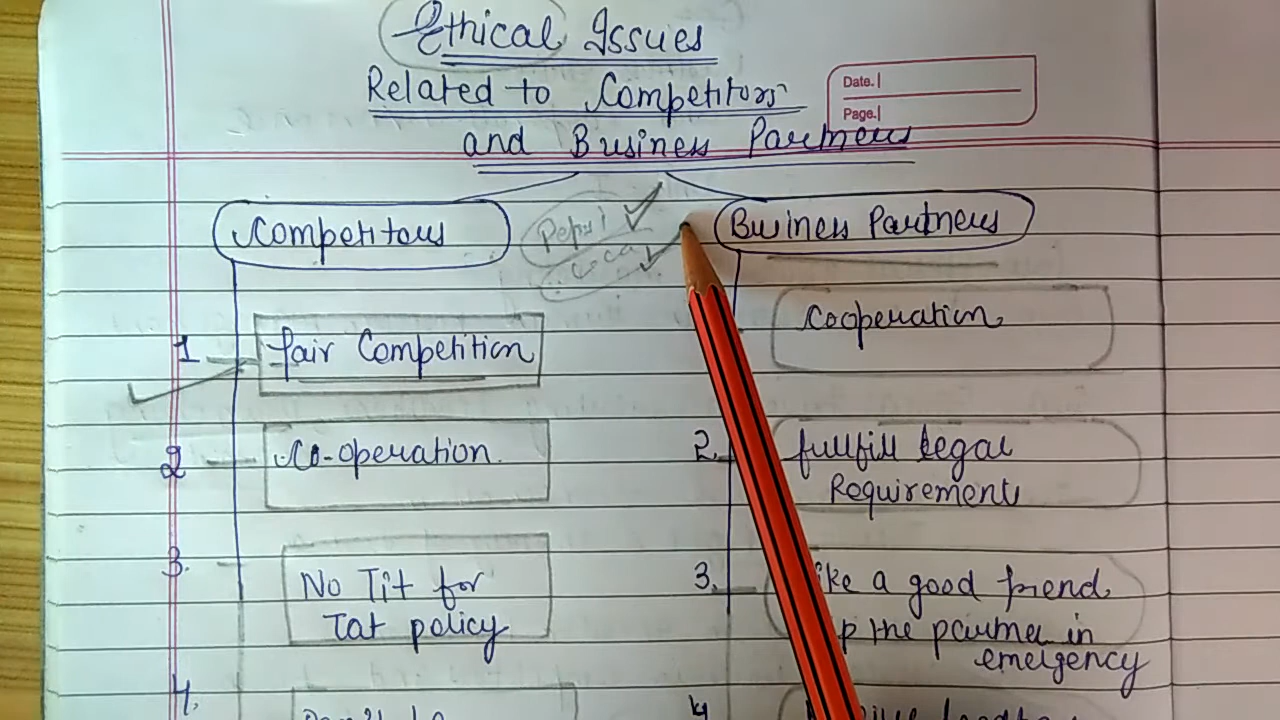 Ethical Issues
Related to Competitors
and Business Partners
Date.
Page.
Competitors
Pepsi
Coca
Business Partners
1 fair Competition
2 Co-operation.
3. No Tit for
Tat policy
4.
Cooperation
2. fullfill Legal
Requirement
3. like a good friend
the partner in
emergency
4